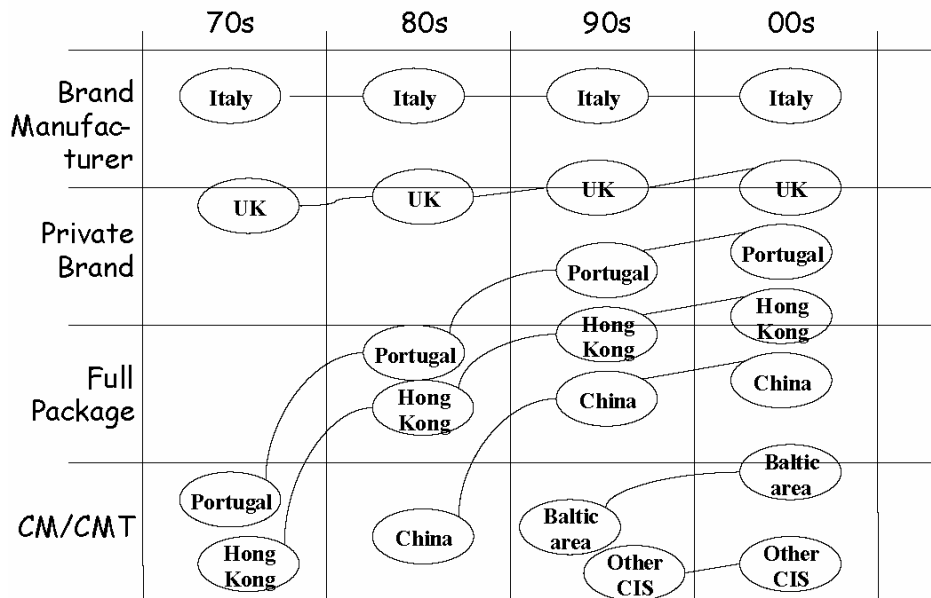 70s 80s 90s 00s
Brand
Manufac-
turer
Italy Italy Italy Italy
UK UK UK UK
Private
Brand
Portugal Portugal
Hong
Kong
Hong
Kong
Full
Package
Portugal
Hong
Kong
China China
CM/CMT
Portugal
Hong
Kong
China
Baltic
area
Other
CIS
Baltic
area
Other
CIS